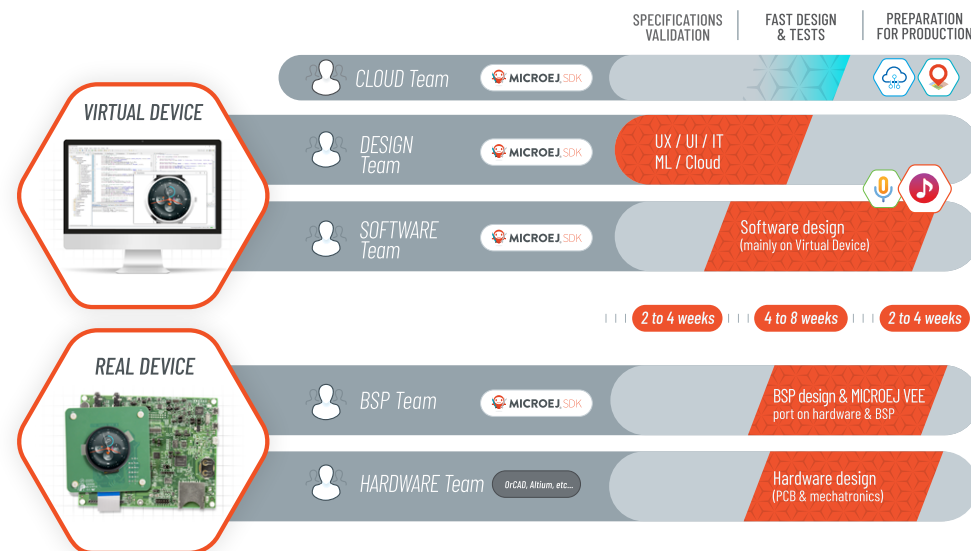 SPECIFICATIONS
VALIDATION
FAST DESIGN
& TESTS
PREPARATION
FOR PRODUCTION
CLOUD Team
MICROEJ SDK
VIRTUAL DEVICE
DESIGN
Team
MICROEJ SDK
UX / UI / IT
ML / Cloud
SOFTWARE
Team
MICROEJ SDK
Software design
(mainly on Virtual Device)
2 to 4 weeks
4 to 8 weeks
2 to 4 weeks
REAL DEVICE
BSP Team
MICROEJ SDK
BSP design & MICROEJ VEE
port on hardware & BSP
HARDWARE Team
OrCAD, Altium, etc...
Hardware design
(PCB & mechatronics)